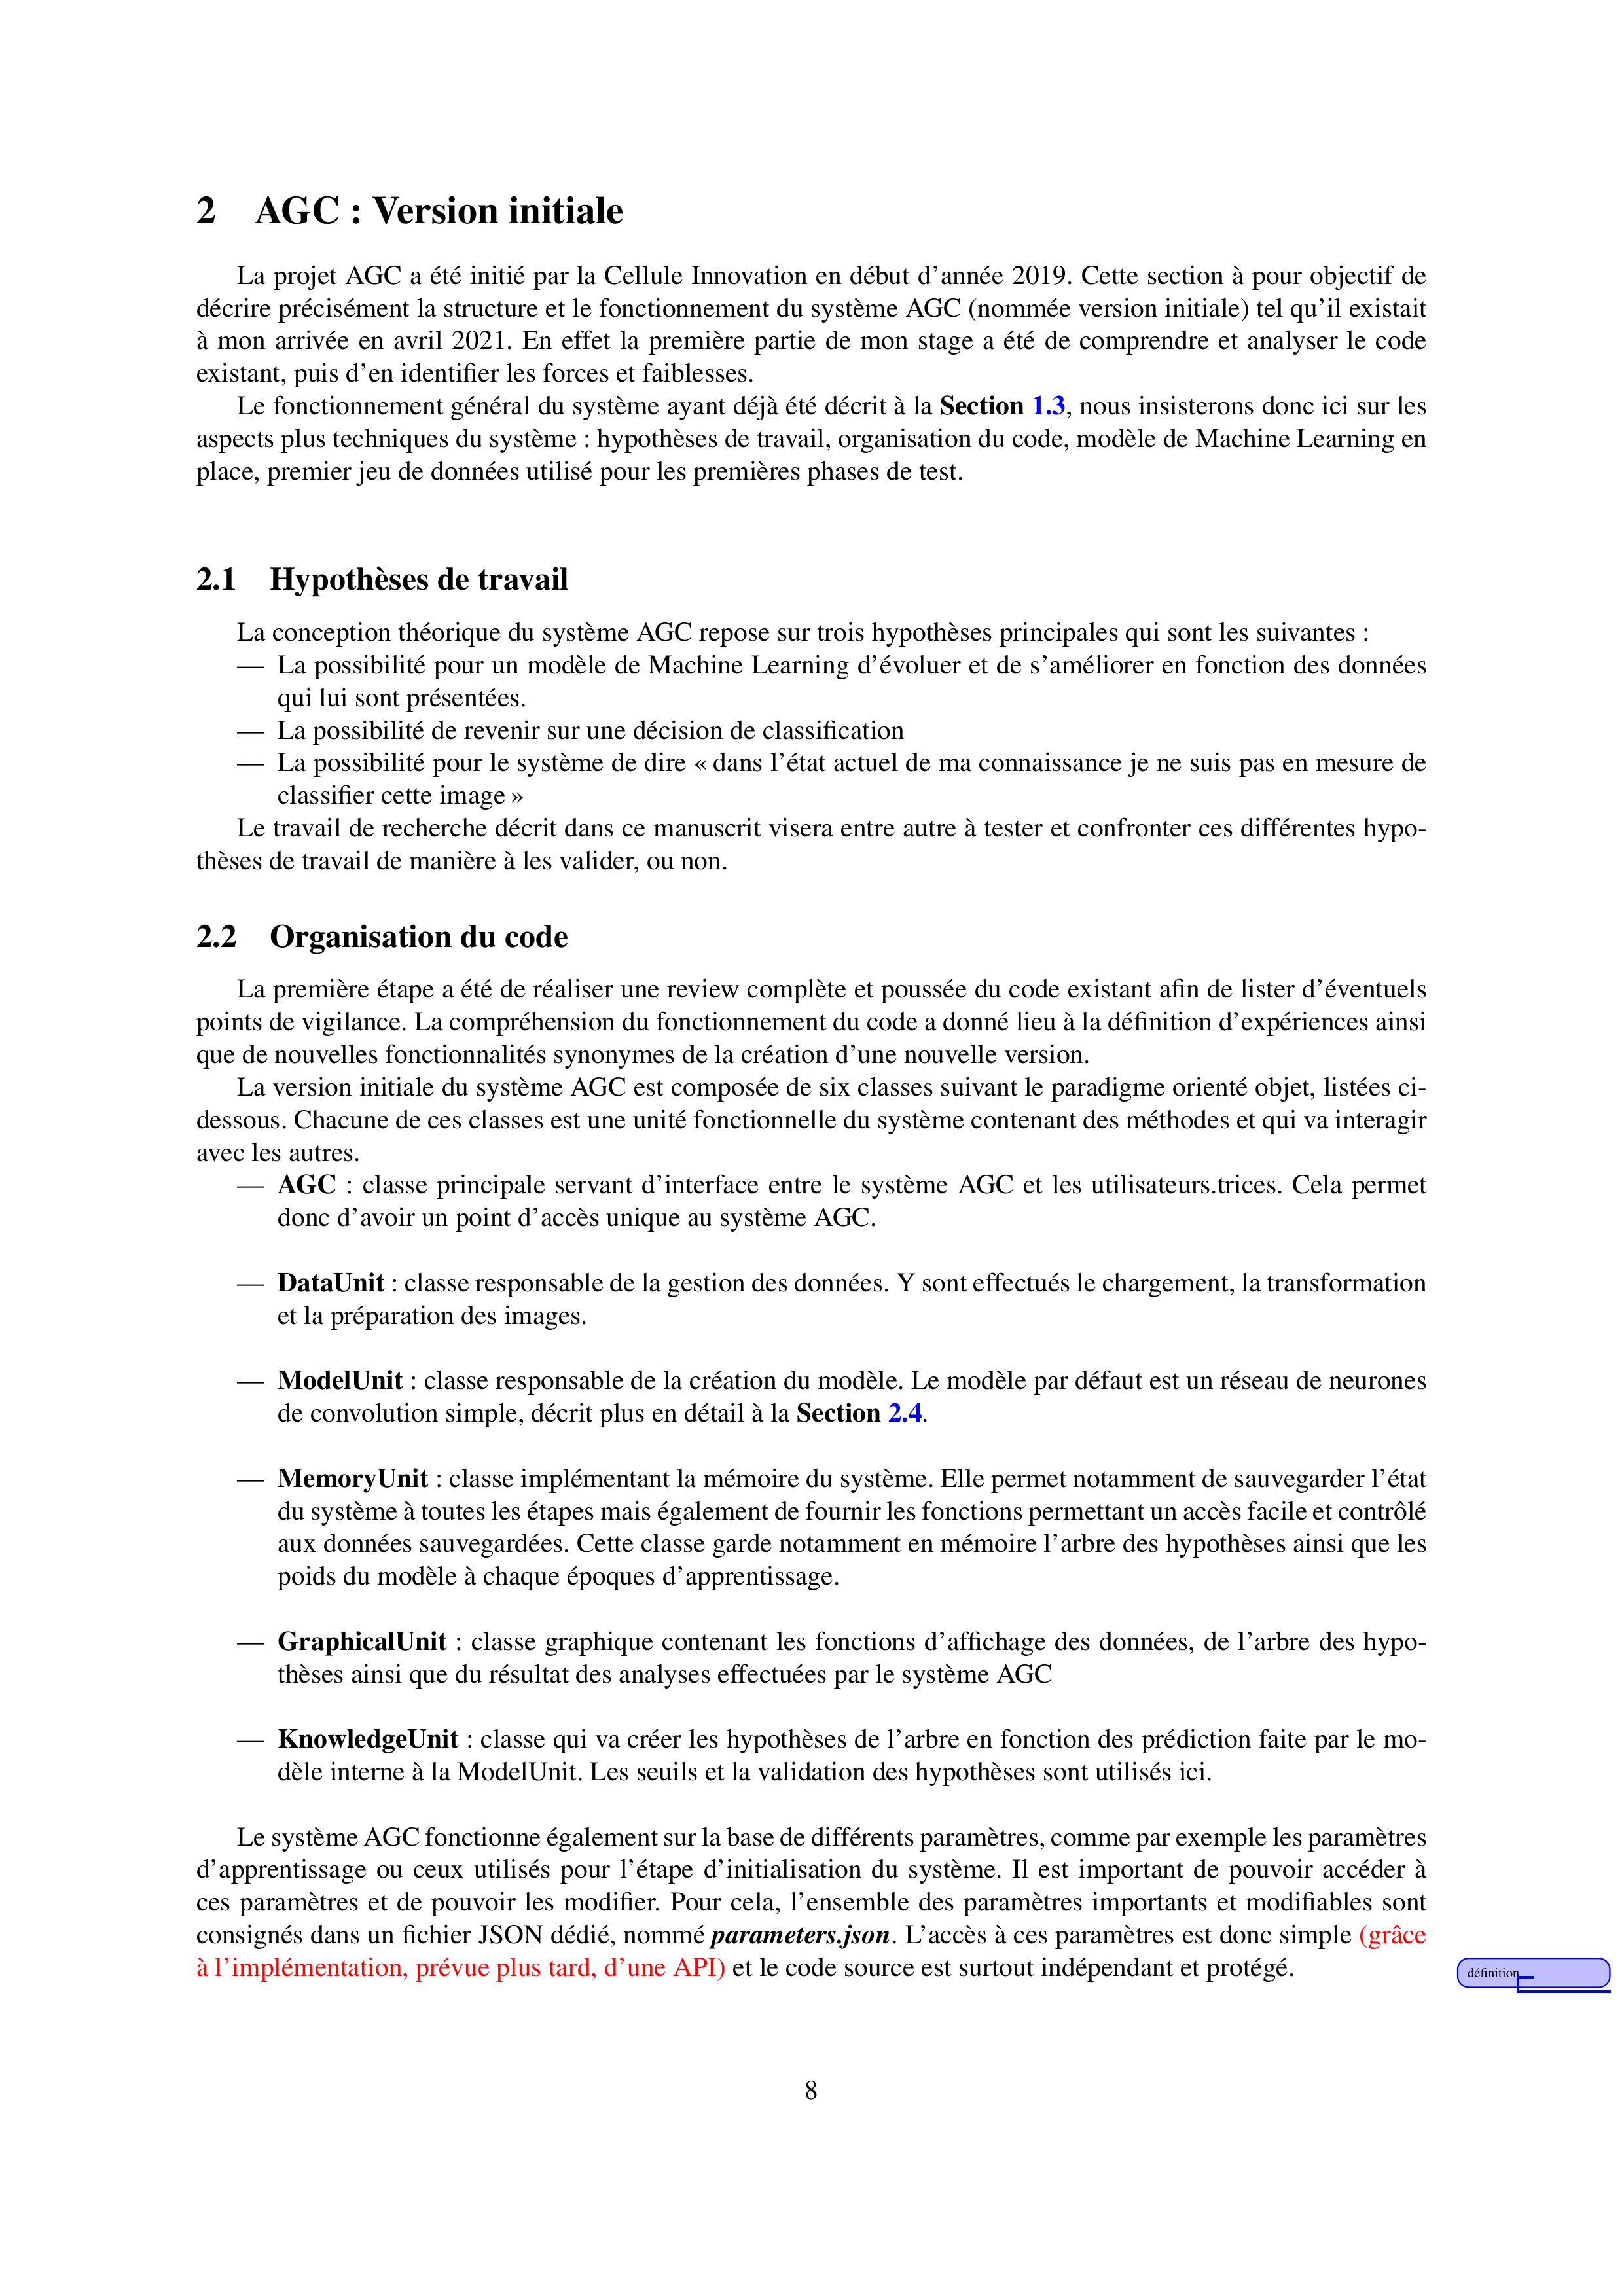 2 AGC : Version initiale
La projet AGC a été initié par la Cellule Innovation en début d'année 2019. Cette section à pour objectif de
décrire précisément la structure et le fonctionnement du système AGC (nommée version initiale) tel qu'il existait
à mon arrivée en avril 2021. En effet la première partie de mon stage a été de comprendre et analyser le code
existant, puis d'en identifier les forces et faiblesses.
Le fonctionnement général du système ayant déjà été décrit à la Section 1.3, nous insisterons donc ici sur les
aspects plus techniques du système : hypothèses de travail, organisation du code, modèle de Machine Learning en
place, premier jeu de données utilisé pour les premières phases de test.
2.1 Hypothèses de travail
La conception théorique du système AGC repose sur trois hypothèses principales qui sont les suivantes :
— La possibilité pour un modèle de Machine Learning d'évoluer et de s'améliorer en fonction des données
qui lui sont présentées.
— La possibilité de revenir sur une décision de classification
— La possibilité pour le système de dire « dans l'état actuel de ma connaissance je ne suis pas en mesure de
classifier cette image »
Le travail de recherche décrit dans ce manuscrit visera entre autre à tester et confronter ces différentes hypo-
thèses de travail de manière à les valider, ou non.
2.2 Organisation du code
La première étape a été de réaliser une review complète et poussée du code existant afin de lister d'éventuels
points de vigilance. La compréhension du fonctionnement du code a donné lieu à la définition d'expériences ainsi
que de nouvelles fonctionnalités synonymes de la création d'une nouvelle version.
La version initiale du système AGC est composée de six classes suivant le paradigme orienté objet, listées ci-
dessous. Chacune de ces classes est une unité fonctionnelle du système contenant des méthodes et qui va interagir
avec les autres.
— AGC : classe principale servant d'interface entre le système AGC et les utilisateurs.trices. Cela permet
donc d'avoir un point d'accès unique au système AGC.
— DataUnit : classe responsable de la gestion des données. Y sont effectués le chargement, la transformation
et la préparation des images.
— ModelUnit : classe responsable de la création du modèle. Le modèle par défaut est un réseau de neurones
de convolution simple, décrit plus en détail à la Section 2.4.
— MemoryUnit : classe implémentant la mémoire du système. Elle permet notamment de sauvegarder l'état
du système à toutes les étapes mais également de fournir les fonctions permettant un accès facile et contrôlé
aux données sauvegardées. Cette classe garde notamment en mémoire l'arbre des hypothèses ainsi que les
poids du modèle à chaque époques d'apprentissage.
— GraphicalUnit : classe graphique contenant les fonctions d'affichage des données, de l'arbre des hypo-
thèses ainsi que du résultat des analyses effectuées par le système AGC
— KnowledgeUnit : classe qui va créer les hypothèses de l'arbre en fonction des prédiction faite par le mo-
dèle interne à la ModelUnit. Les seuils et la validation des hypothèses sont utilisés ici.
Le système AGC fonctionne également sur la base de différents paramètres, comme par exemple les paramètres
d'apprentissage ou ceux utilisés pour l'étape d'initialisation du système. Il est important de pouvoir accéder à
ces paramètres et de pouvoir les modifier. Pour cela, l'ensemble des paramètres importants et modifiables sont
consignés dans un fichier JSON dédié, nommé parameters.json. L'accès à ces paramètres est donc simple (grâce
à l'implémentation, prévue plus tard, d'une API) et le code source est surtout indépendant et protégé.
définition
8